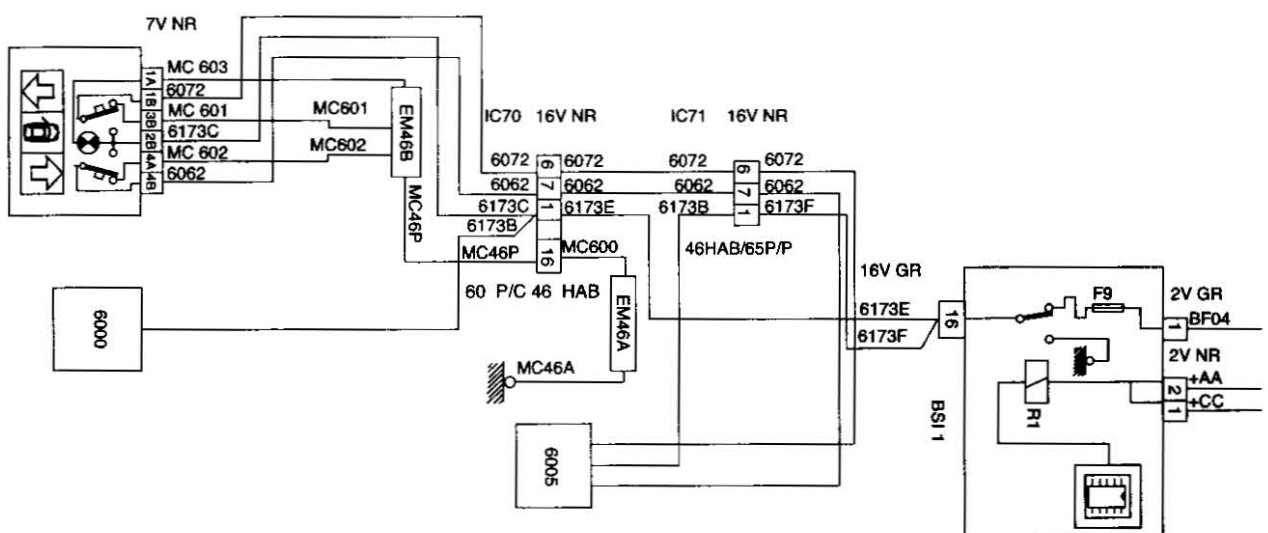 7V NR
1A MC 603
1B 6072
3B MC 601
2B 6173C
4A MC 602
4B 6062
MC601
MC602
EM46B
MC46P
IC70 16V NR
IC71 16V NR
6072 6 6072
6062 7 6062
6173C 1 6173E
6173B
MC46P 16 MC600
60 P/C 46 HAB
6072 6 6072
6062 7 6062
6173B 1 6173F
46HAB/65P/P
EM46A
MC46A
6000
6005
16V GR
6173E
6173F
16
BSI 1
F9
R1
2V GR
1 BF04
2V NR
2 +AA
1 +CC